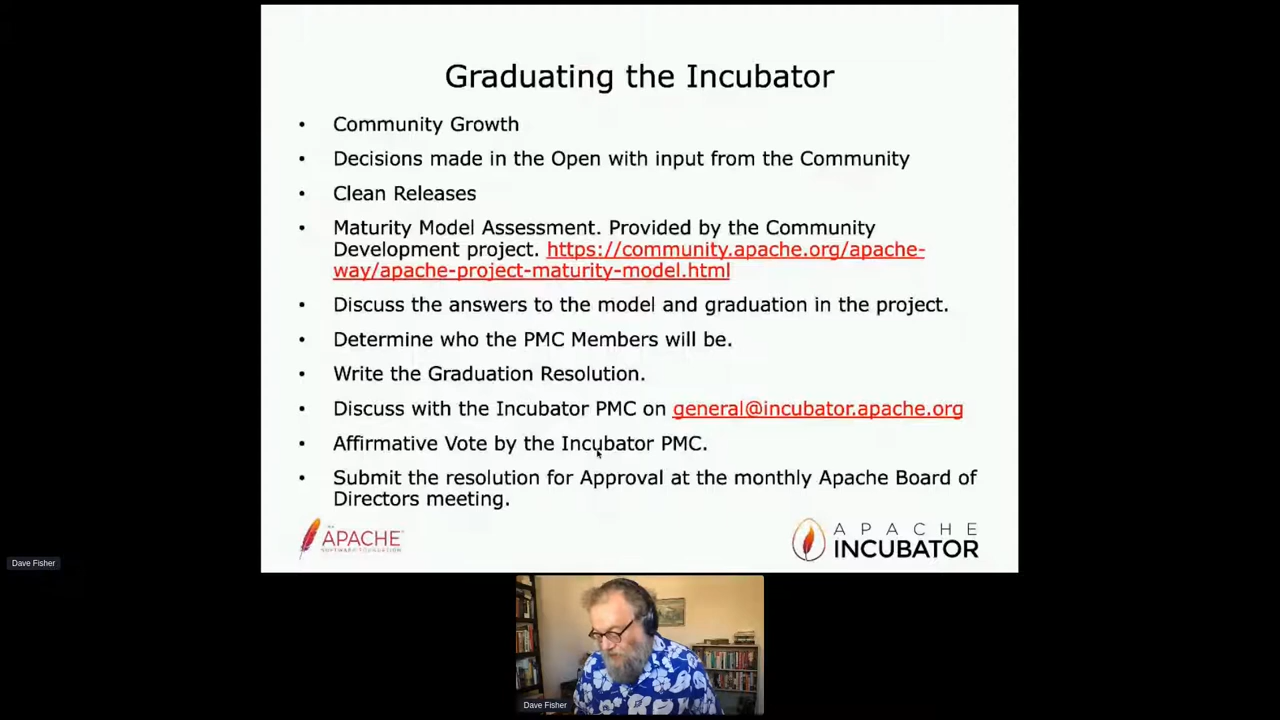 Graduating the Incubator
• Community Growth
• Decisions made in the Open with input from the Community
• Clean Releases
• Maturity Model Assessment. Provided by the Community
Development project. https://community.apache.org/apache-
way/apache-project-maturity-model.html
• Discuss the answers to the model and graduation in the project.
• Determine who the PMC Members will be.
• Write the Graduation Resolution.
• Discuss with the Incubator PMC on general@incubator.apache.org
• Affirmative Vote by the Incubator PMC.
• Submit the resolution for Approval at the monthly Apache Board of
Directors meeting.
APACHE
SOFTWARE FOUNDATION
APACHE
INCUBATOR
Dave Fisher
Dave Fisher